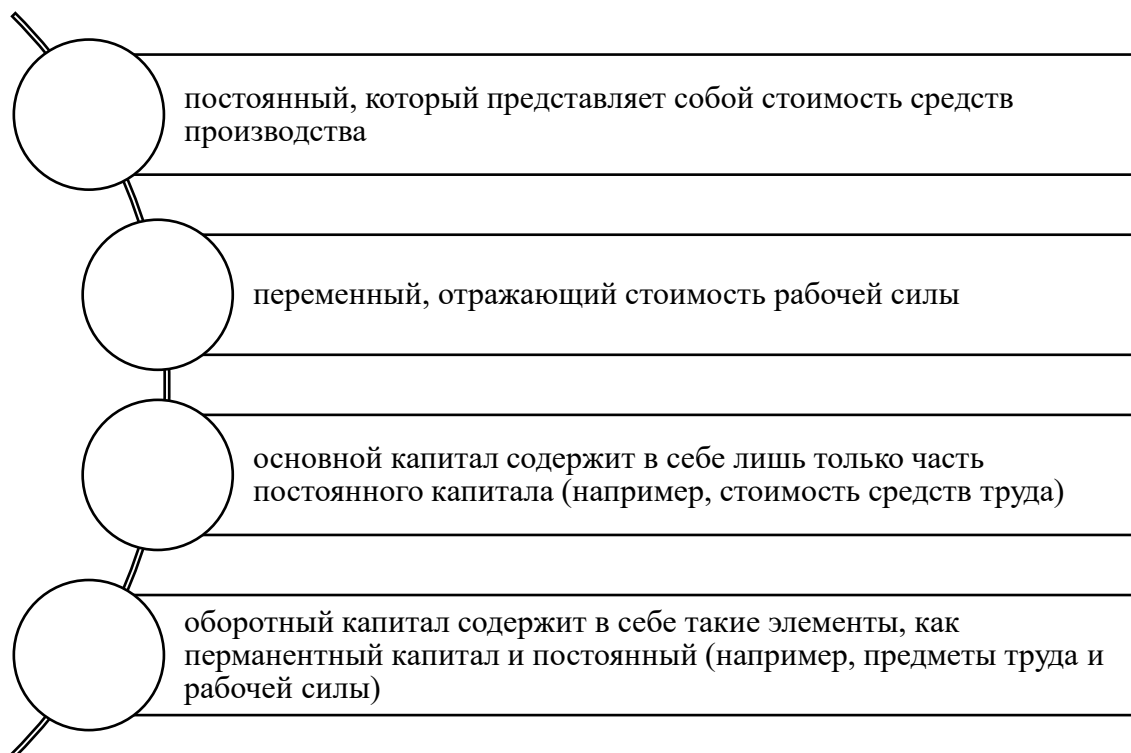 постоянный, который представляет собой стоимость средств
производства
переменный, отражающий стоимость рабочей силы
основной капитал содержит в себе лишь только часть
постоянного капитала (например, стоимость средств труда)
оборотный капитал содержит в себе такие элементы, как
перманентный капитал и постоянный (например, предметы труда и
рабочей силы)